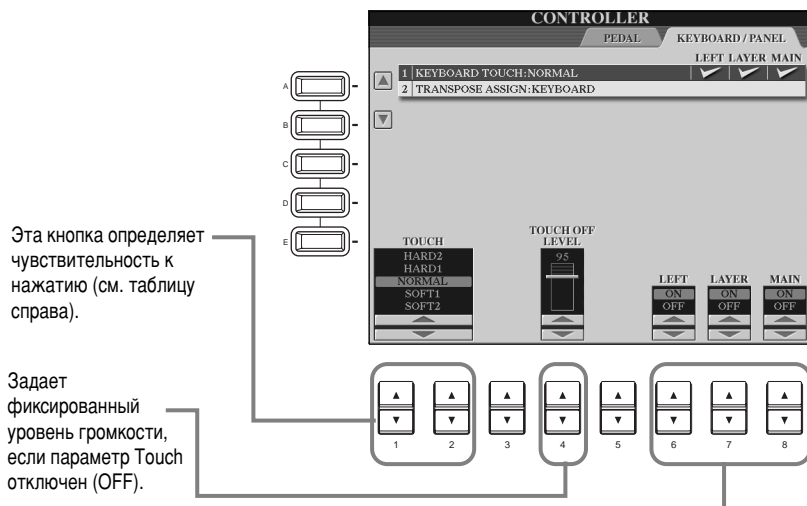 CONTROLLER
PEDAL KEYBOARD / PANEL
LEFT LAYER MAIN
1 KEYBOARD TOUCH:NORMAL
2 TRANSPOSE ASSIGN:KEYBOARD
A
B
C
D
E
Эта кнопка определяет
чувствительность к
нажатию (см. таблицу
справа).
TOUCH
HARD2
HARD1
NORMAL
SOFT1
SOFT2
TOUCH OFF
LEVEL
95
LEFT LAYER MAIN
ON ON ON
OFF OFF OFF
Задает
фиксированный
уровень громкости,
если параметр Touch
отключен (OFF).
1 2 3 4 5 6 7 8